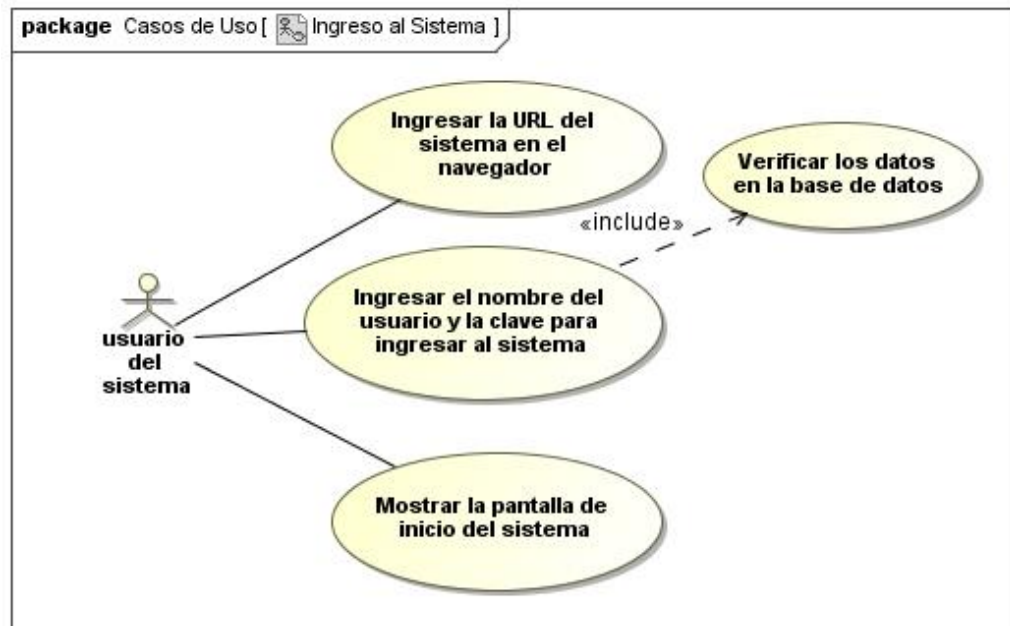 package Casos de Uso [ Ingreso al Sistema ]
Ingresar la URL del
sistema en el
navegador
Verificar los datos
en la base de datos
«include»
Ingresar el nombre del
usuario y la clave para
ingresar al sistema
usuario
del
sistema
Mostrar la pantalla de
inicio del sistema